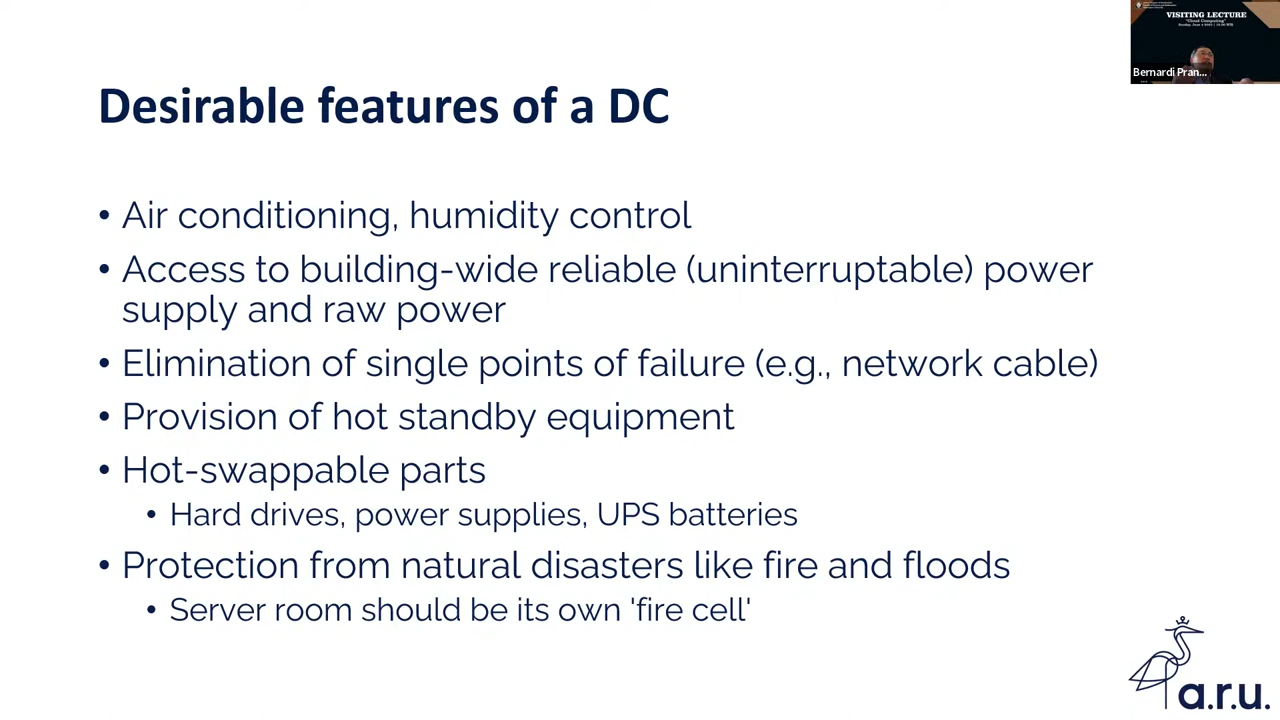 VISITING LECTURE
"Cloud Computing"
Bernardi Pran...
Desirable features of a DC
• Air conditioning, humidity control
• Access to building-wide reliable (uninterruptable) power
supply and raw power
• Elimination of single points of failure (e.g., network cable)
• Provision of hot standby equipment
• Hot-swappable parts
• Hard drives, power supplies, UPS batteries
• Protection from natural disasters like fire and floods
• Server room should be its own 'fire cell'
a.r.u.